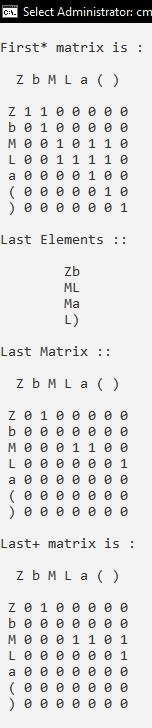 Select Administrator: cm
First* matrix is :
Z b M L a ( )
Z 1 1 0 0 0 0 0
b 0 1 0 0 0 0 0
M 0 0 1 0 1 1 0
L 0 0 1 1 1 1 0
a 0 0 0 0 1 0 0
( 0 0 0 0 0 1 0
) 0 0 0 0 0 0 1
Last Elements ::
Zb
ML
Ma
L)
Last Matrix ::
Z b M L a ( )
Z 0 1 0 0 0 0 0
b 0 0 0 0 0 0 0
M 0 0 0 1 1 0 0
L 0 0 0 0 0 0 1
a 0 0 0 0 0 0 0
( 0 0 0 0 0 0 0
) 0 0 0 0 0 0 0
Last+ matrix is :
Z b M L a ( )
Z 0 1 0 0 0 0 0
b 0 0 0 0 0 0 0
M 0 0 0 1 1 0 1
L 0 0 0 0 0 0 1
a 0 0 0 0 0 0 0
( 0 0 0 0 0 0 0
) 0 0 0 0 0 0 0